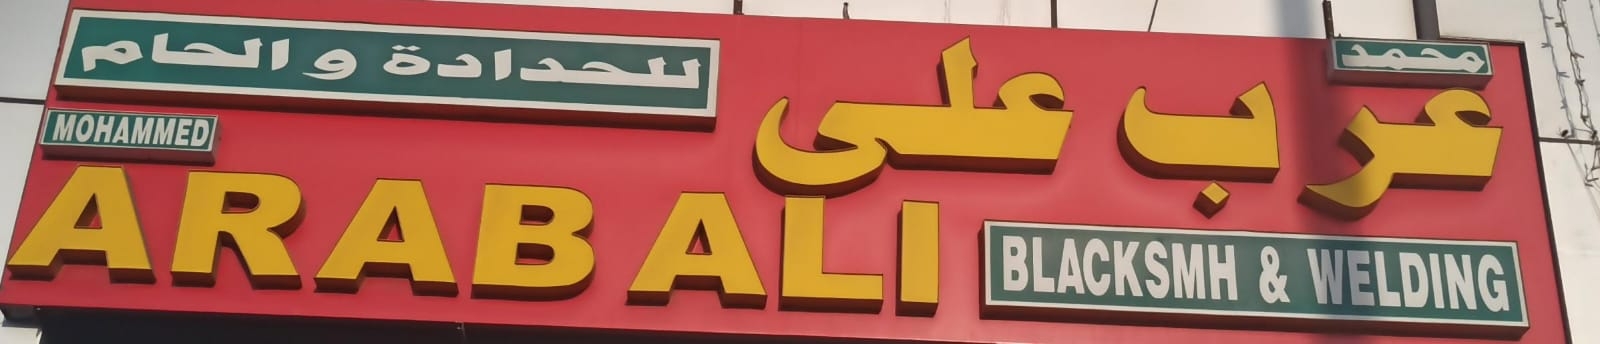 محمد
عرب على
للحدادة و الحام
MOHAMMED
ARAB ALI
BLACKSMH & WELDING